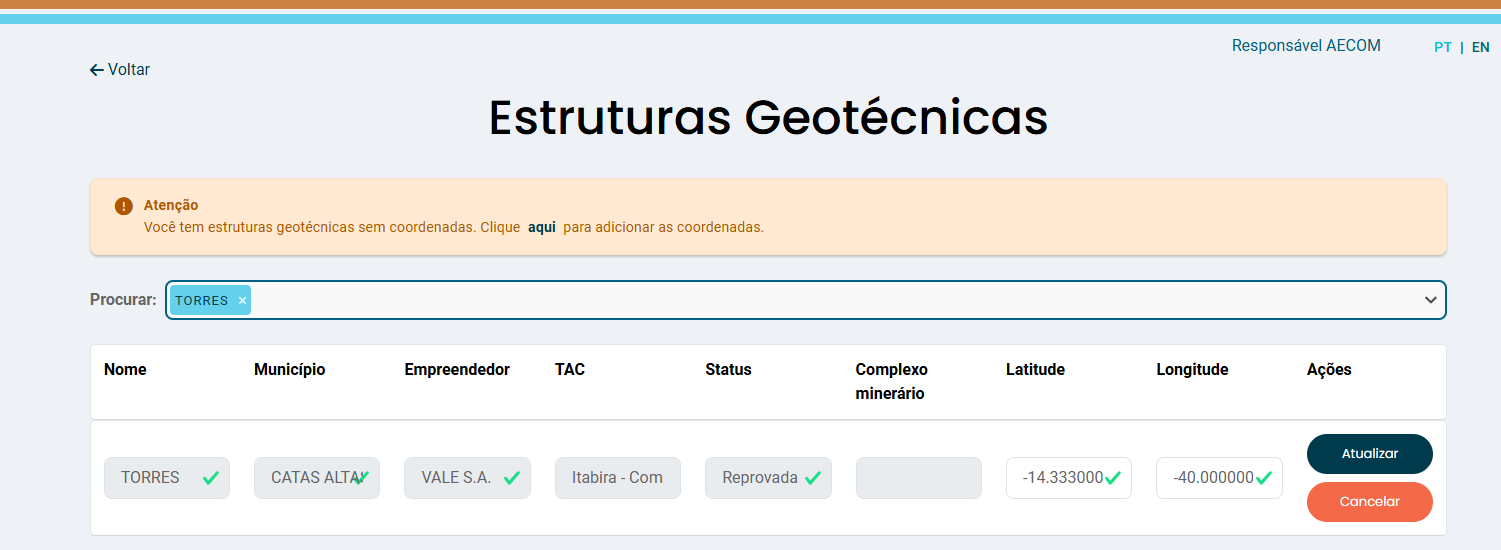 Responsável AECOM
PT | EN
Voltar
Estruturas Geotécnicas
Atenção
Você tem estruturas geotécnicas sem coordenadas. Clique aqui para adicionar as coordenadas.
Procurar: TORRES ×
Nome Município Empreendedor TAC Status Complexo minerário Latitude Longitude Ações
TORRES CATAS ALTAS VALE S.A. Itabira - Com Reprovada -14.333000 -40.000000 Atualizar
Cancelar